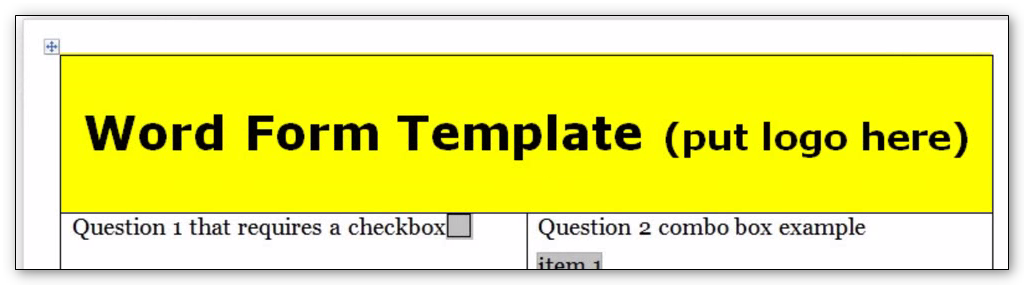 Word Form Template (put logo here)
Question 1 that requires a checkbox
Question 2 combo box example
item 1